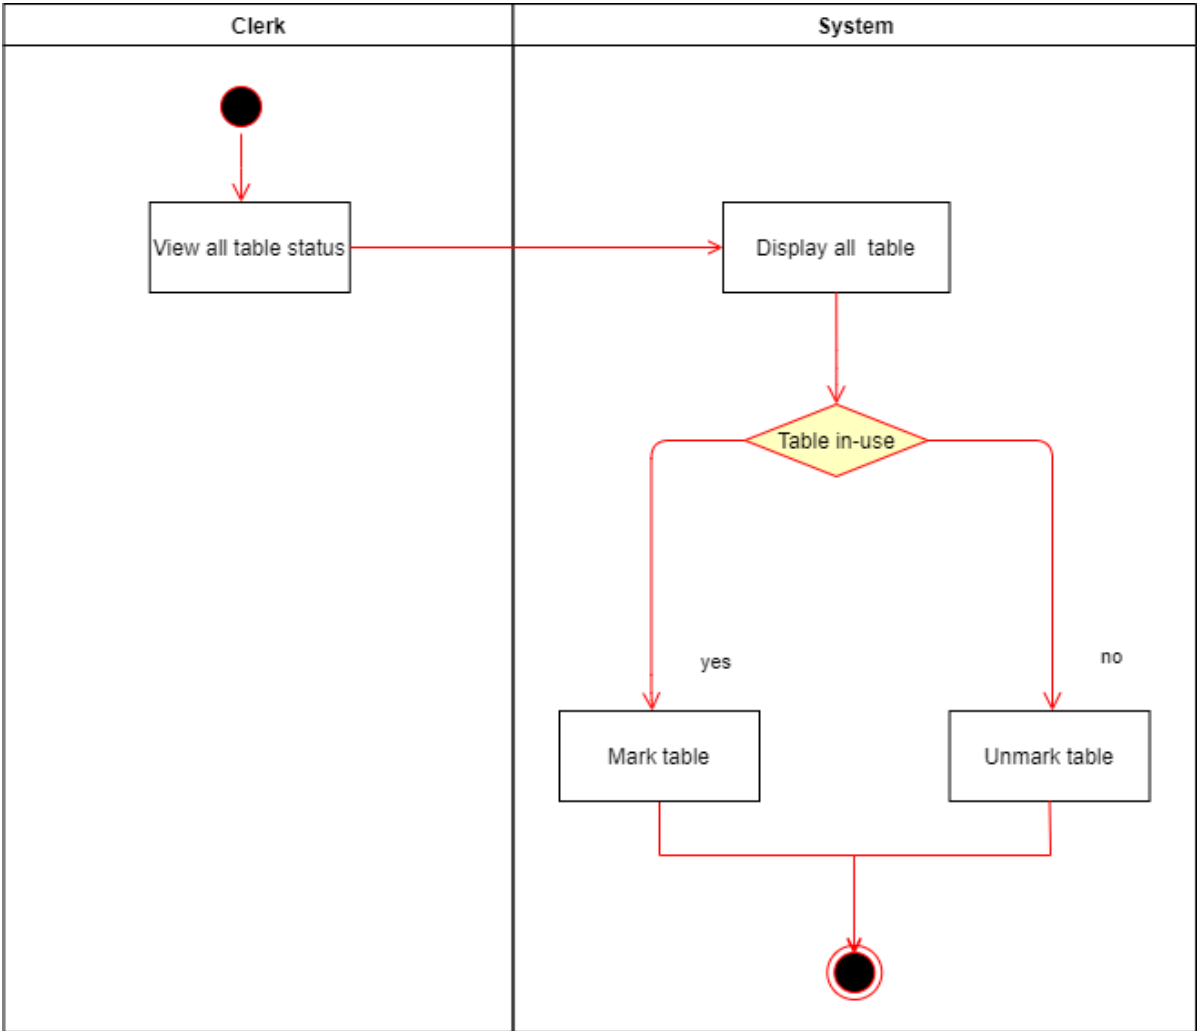 Clerk
System
View all table status
Display all table
Table in-use
yes
no
Mark table
Unmark table